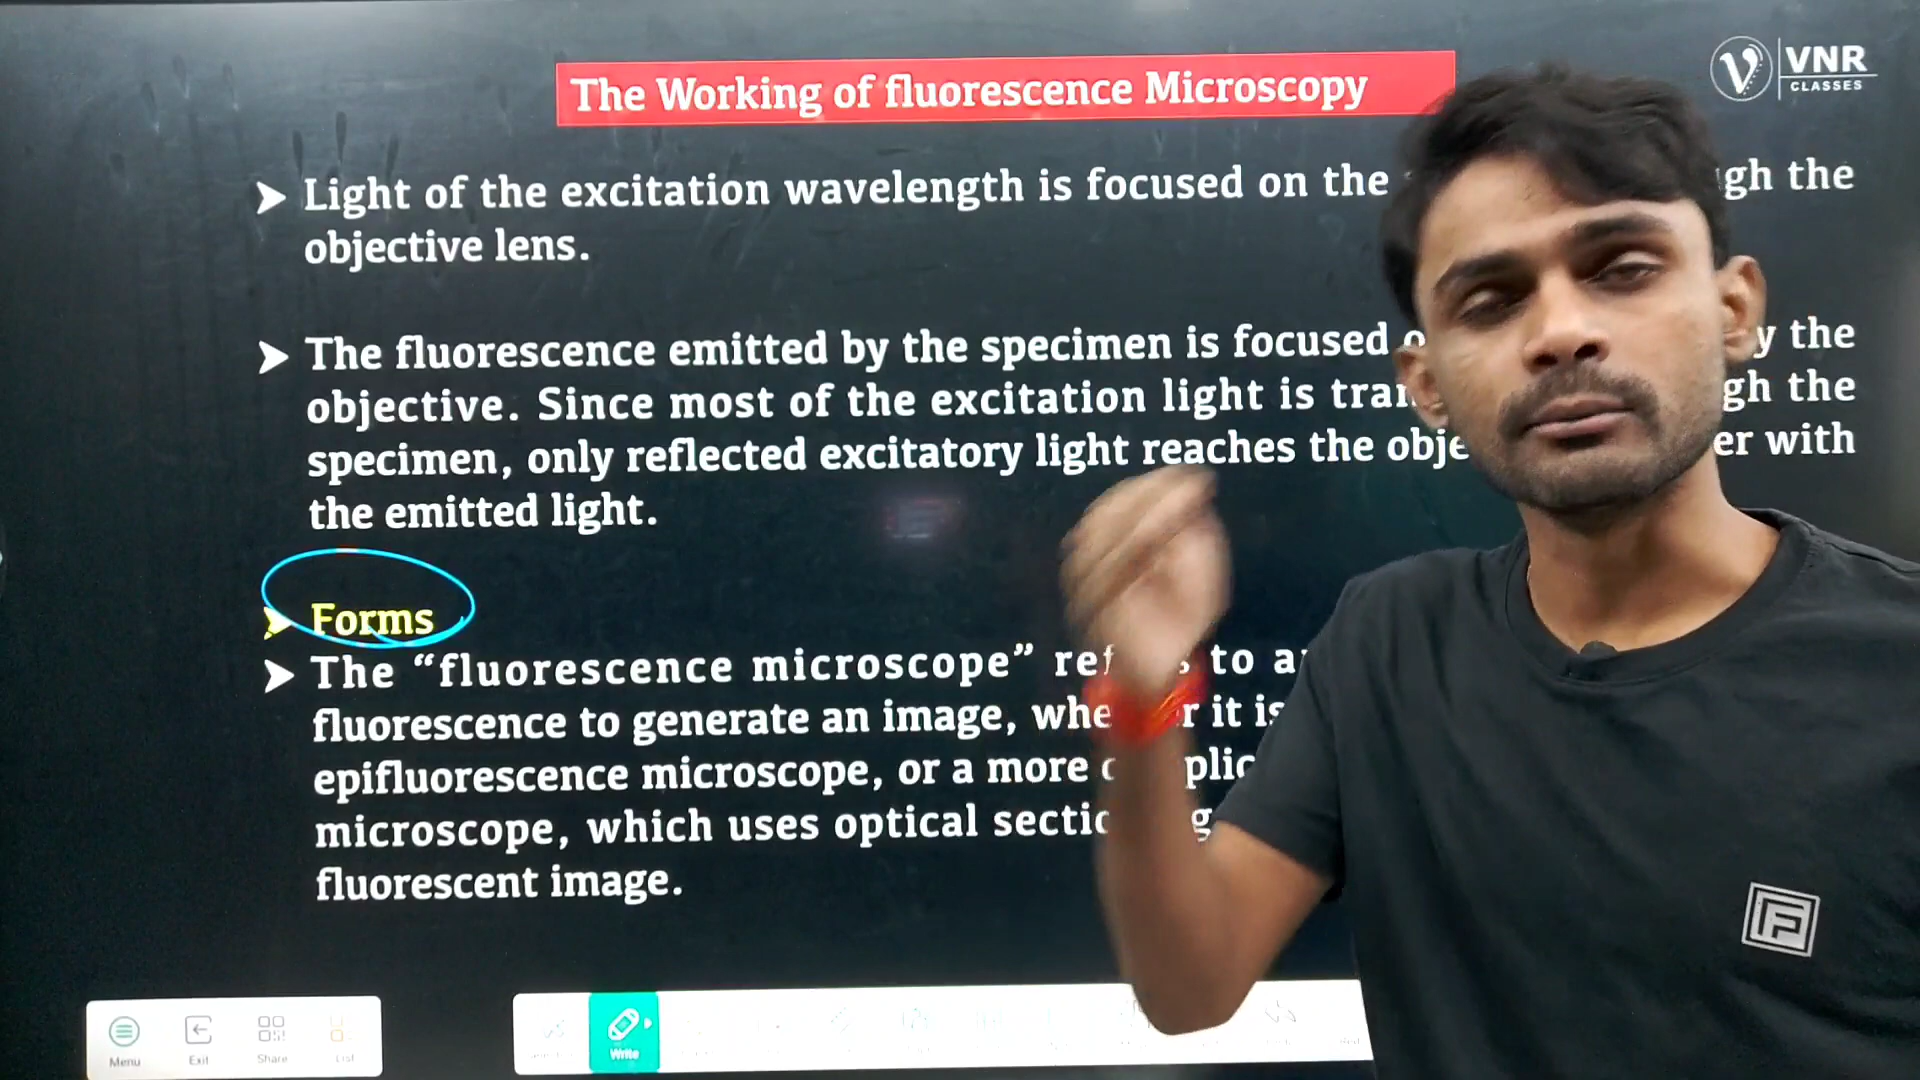 The Working of fluorescence Microscopy
VNR
CLASSES
Light of the excitation wavelength is focused on the the
objective lens.
The fluorescence emitted by the specimen is focused the
objective. Since most of the excitation light is the
specimen, only reflected excitatory light reaches the with
the emitted light.
Forms
The “fluorescence microscope” to
fluorescence to generate an image, it is
epifluorescence microscope, or a more
microscope, which uses optical
fluorescent image.
Menu Exit Share List Write